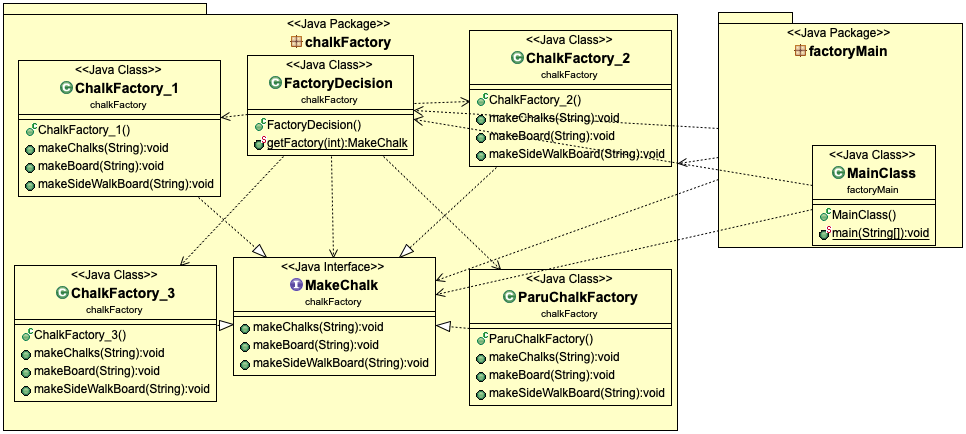 <<Java Package>>
chalkFactory
<<Java Class>>
ChalkFactory_1
chalkFactory
ChalkFactory_1()
makeChalks(String):void
makeBoard(String):void
makeSideWalkBoard(String):void
<<Java Class>>
FactoryDecision
chalkFactory
FactoryDecision()
getFactory(int):MakeChalk
<<Java Class>>
ChalkFactory_2
chalkFactory
ChalkFactory_2()
makeChalks(String):void
makeBoard(String):void
makeSideWalkBoard(String):void
<<Java Class>>
ChalkFactory_3
chalkFactory
ChalkFactory_3()
makeChalks(String):void
makeBoard(String):void
makeSideWalkBoard(String):void
<<Java Interface>>
MakeChalk
chalkFactory
makeChalks(String):void
makeBoard(String):void
makeSideWalkBoard(String):void
<<Java Class>>
ParuChalkFactory
chalkFactory
ParuChalkFactory()
makeChalks(String):void
makeBoard(String):void
makeSideWalkBoard(String):void
<<Java Package>>
factoryMain
<<Java Class>>
MainClass
factoryMain
MainClass()
main(String[]):void